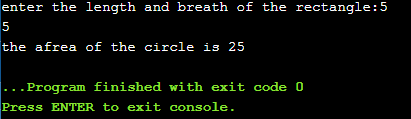 enter the length and breath of the rectangle:5
5
the afrea of the circle is 25
...Program finished with exit code 0
Press ENTER to exit console.